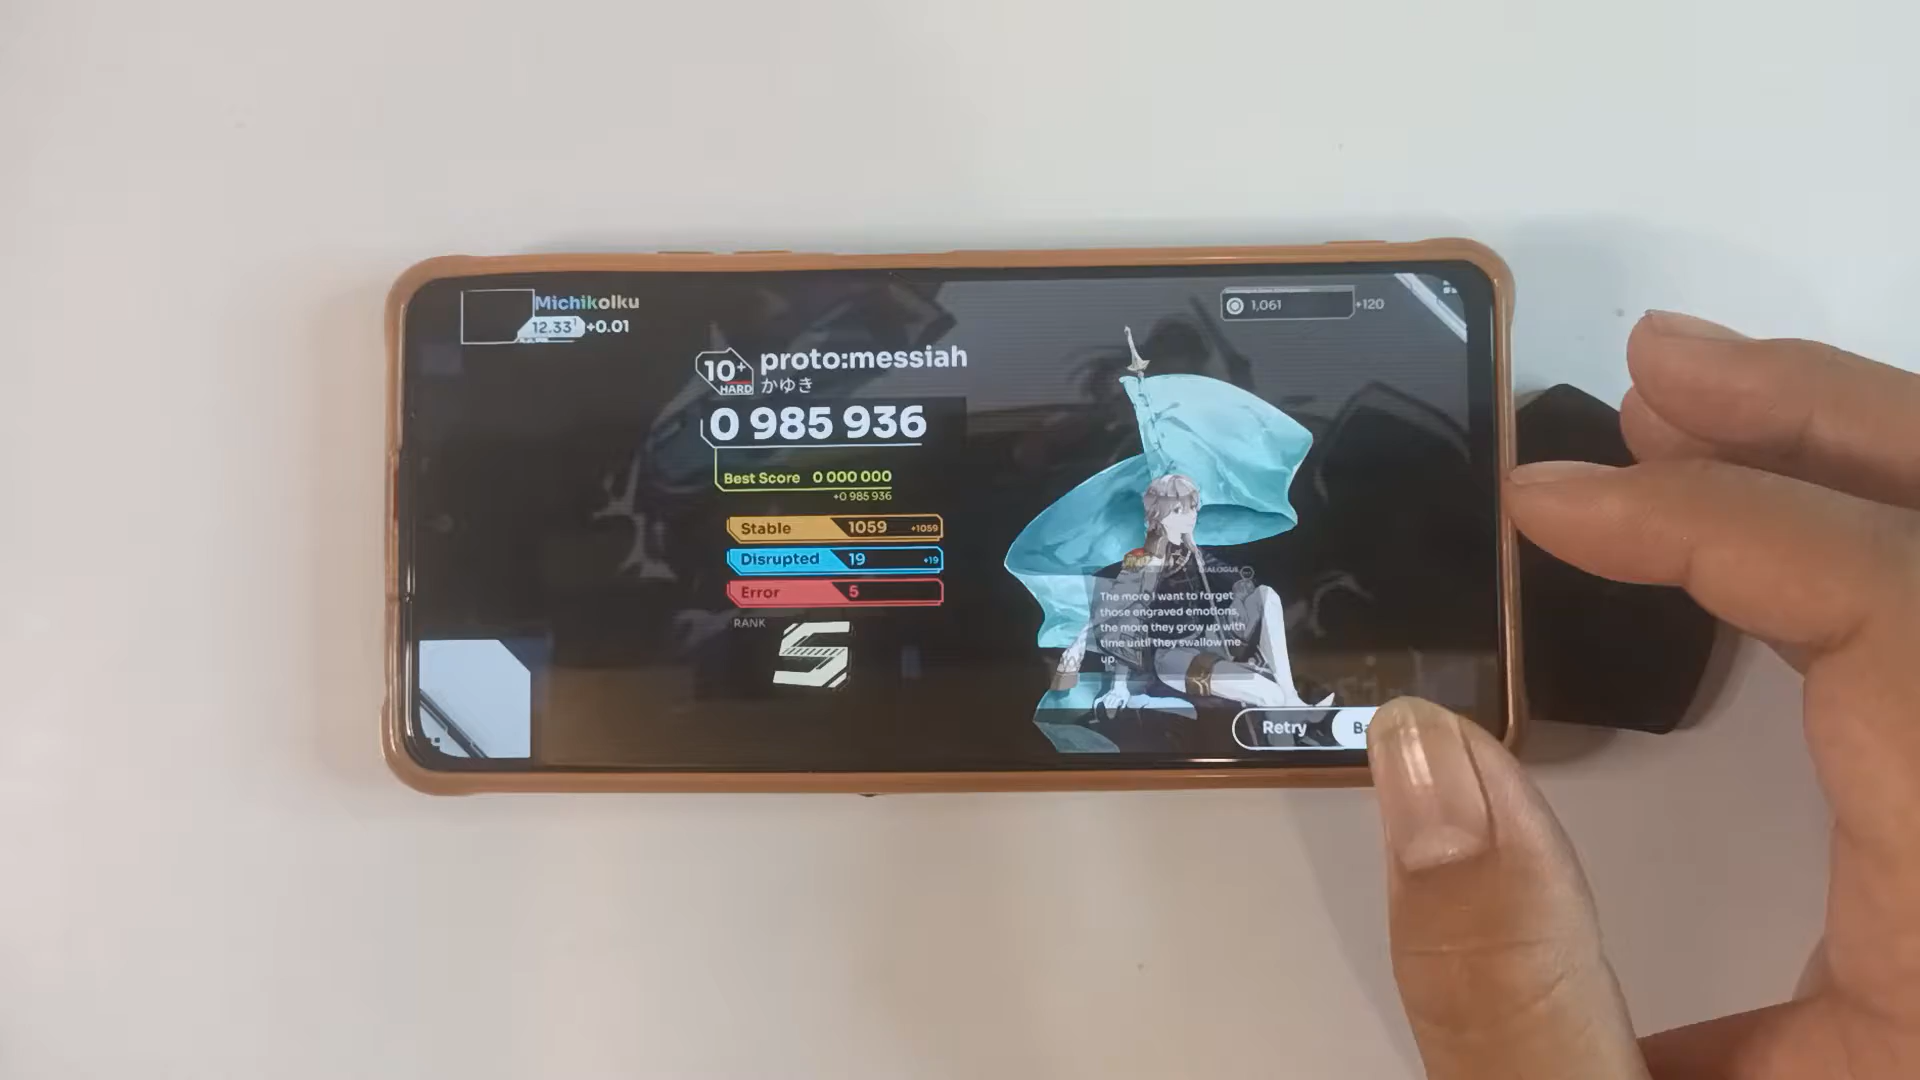 MichikoIku
12.33 +0.01
1,061 +120
10+
HARD
proto:messiah
かゆき
0 985 936
Best Score 0 000 000
+0 985 936
Stable 1059 +1059
Disrupted 19 +19
Error 5
RANK
S
DIALOGUE
The more I want to forget
those engraved emotions,
the more they grow up with
time until they swallow me
up.
Retry